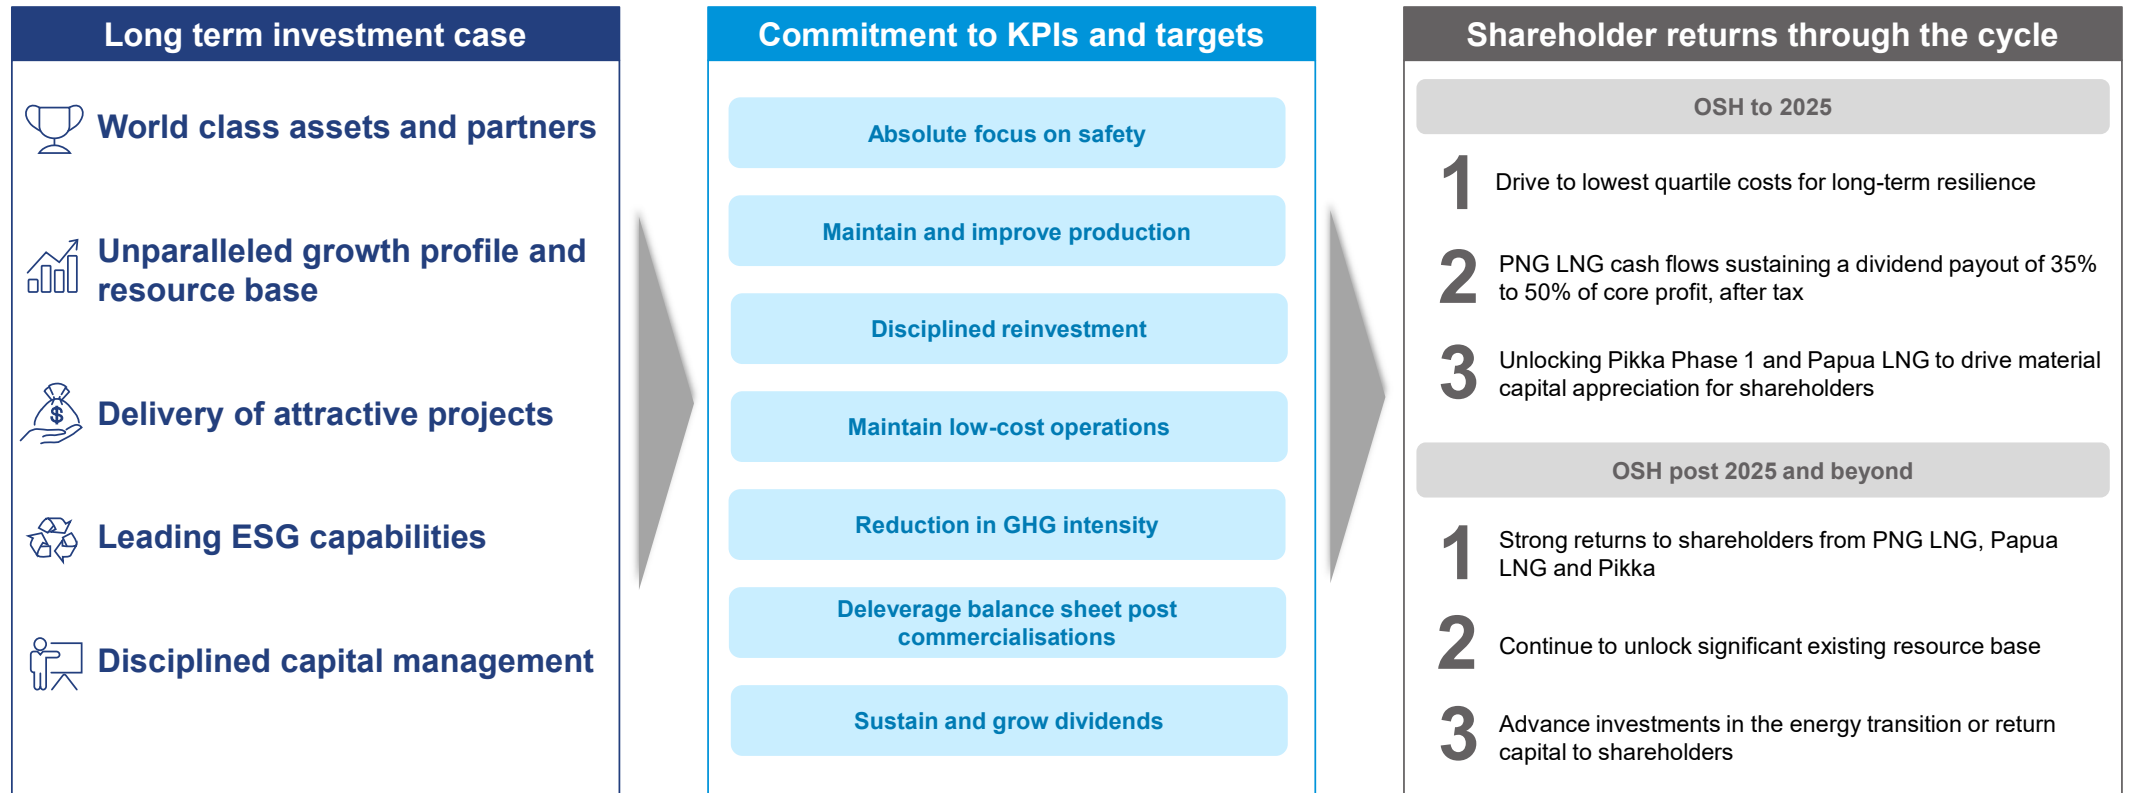 Long term investment case
World class assets and partners
Unparalleled growth profile and
resource base
$
Delivery of attractive projects
Leading ESG capabilities
Disciplined capital management
Commitment to KPIs and targets
Absolute focus on safety
Maintain and improve production
Disciplined reinvestment
Maintain low-cost operations
Reduction in GHG intensity
Deleverage balance sheet post
commercialisations
Sustain and grow dividends
Shareholder returns through the cycle
OSH to 2025
1 Drive to lowest quartile costs for long-term resilience
2 PNG LNG cash flows sustaining a dividend payout of 35%
to 50% of core profit, after tax
3 Unlocking Pikka Phase 1 and Papua LNG to drive material
capital appreciation for shareholders
OSH post 2025 and beyond
1 Strong returns to shareholders from PNG LNG, Papua
LNG and Pikka
2 Continue to unlock significant existing resource base
3 Advance investments in the energy transition or return
capital to shareholders